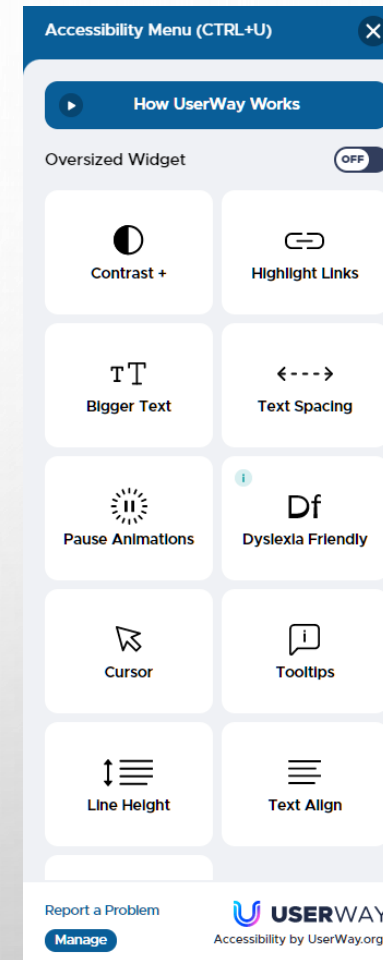 Accessibility Menu (CTRL+U)
How UserWay Works
Oversized Widget
OFF
Contrast +
Highlight Links
TT
Bigger Text
Text Spacing
Pause Animations
i
Df
Dyslexia Friendly
Cursor
i
Tooltips
Line Height
Text Align
Report a Problem
USERWAY
Manage
Accessibility by UserWay.org